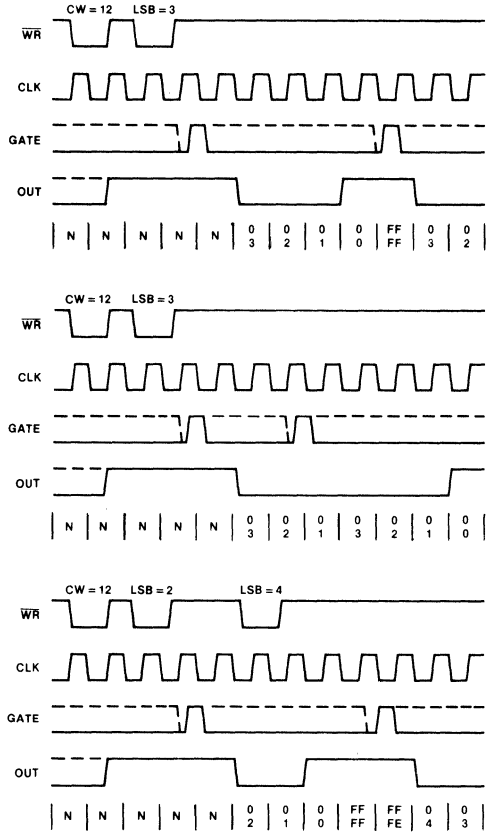 CW = 12 LSB = 3
WR
CLK
GATE
OUT
N N N N N 0 0 0 0 FF 0 0
3 2 1 0 FF 3 2
CW = 12 LSB = 3
WR
CLK
GATE
OUT
N N N N N 0 0 0 0 0 0 0
3 2 1 3 2 1 0
CW = 12 LSB = 2 LSB = 4
WR
CLK
GATE
OUT
N N N N N 0 0 0 FF FF 0 0
2 1 0 FF FE 4 3